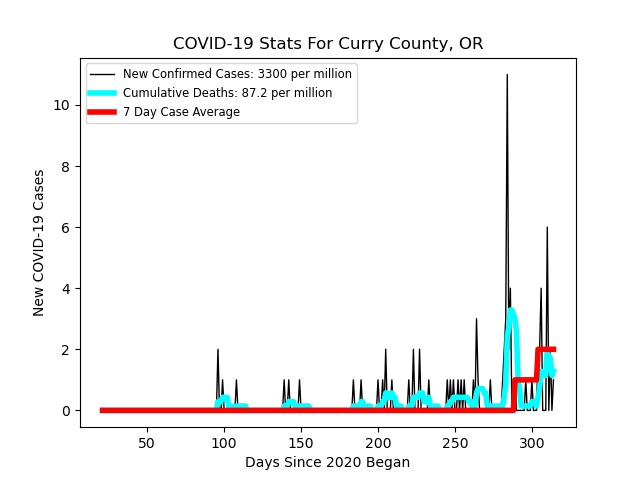 COVID-19 Stats For Curry County, OR
New Confirmed Cases: 3300 per million
Cumulative Deaths: 87.2 per million
7 Day Case Average
New COVID-19 Cases
10
8
6
4
2
0
50 100 150 200 250 300
Days Since 2020 Began